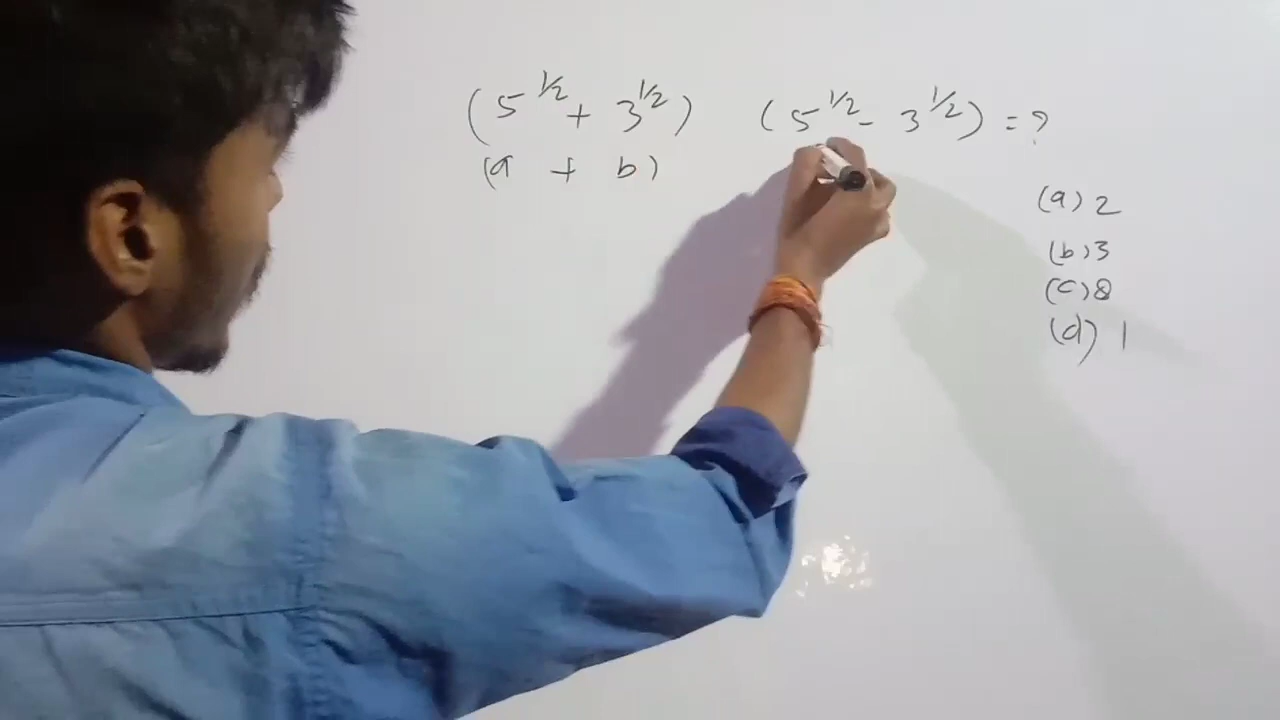 (5^1/2 + 3^1/2) (5^1/2 - 3^1/2) = ?
(a + b)
(a) 2
(b) 3
(c) 8
(d) 1